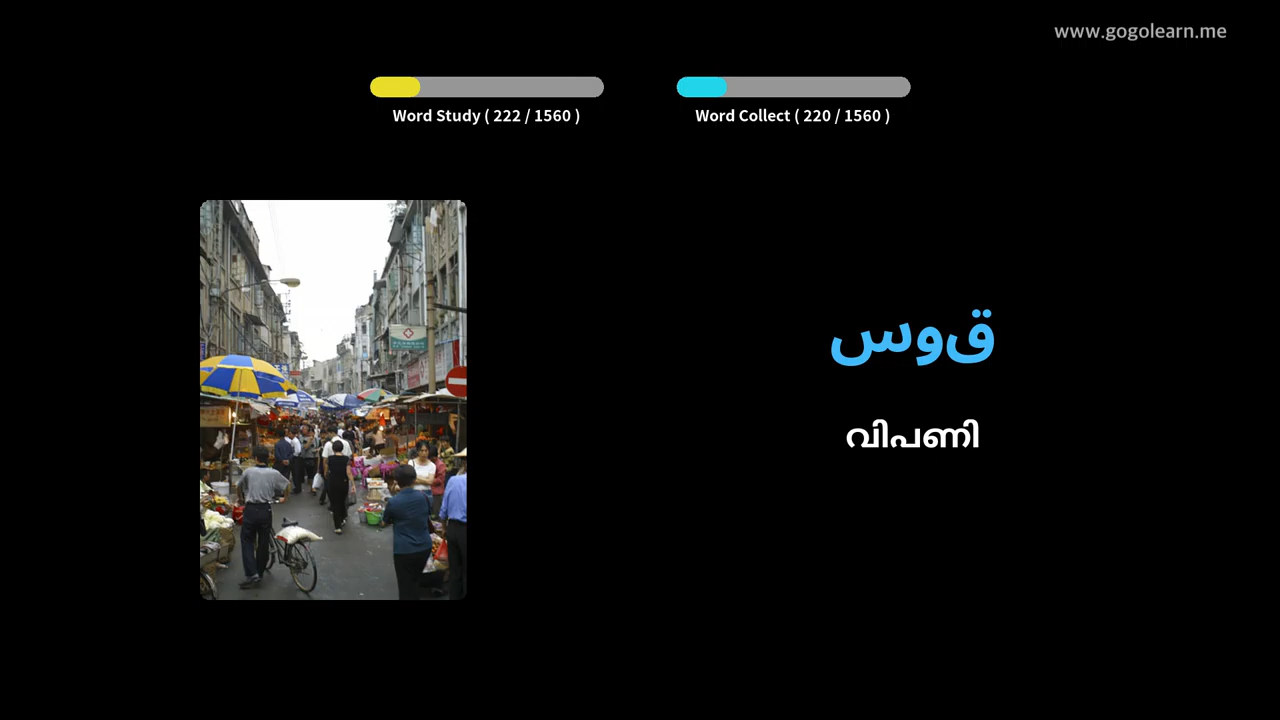 www.gogolearn.me
Word Study ( 222 / 1560 )
Word Collect ( 220 / 1560 )
قوس
വിപണി